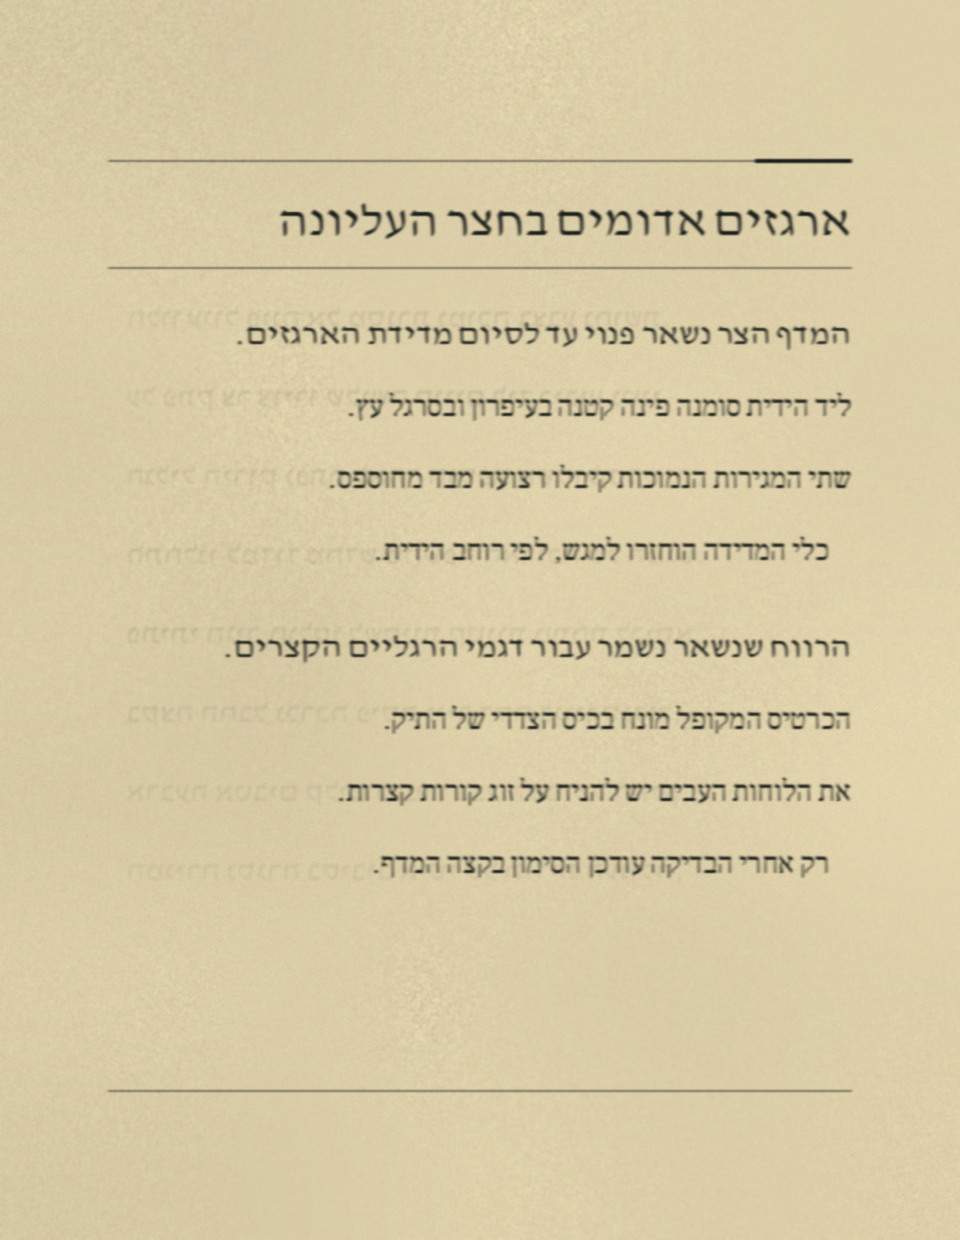 ארגזים אדומים בחצר העליונה
המדף הצר נשאר פנוי עד לסיום מדידת הארגזים.
ליד הידית סומנה פינה קטנה בעיפרון ובסרגל עץ.
שתי המגירות הנמוכות קיבלו רצועה מבד מחוספס.
כלי המדידה הוחזרו למגש, לפי רוחב הידית.
הרווח שנשאר נשמר עבור דגמי הרגליים הקצרים.
הכרטיס המקופל מונח בכיס הצדדי של התיק.
את הלוחות העבים יש להניח על זוג קורות קצרות.
רק אחרי הבדיקה עודכן הסימון בקצה המדף.